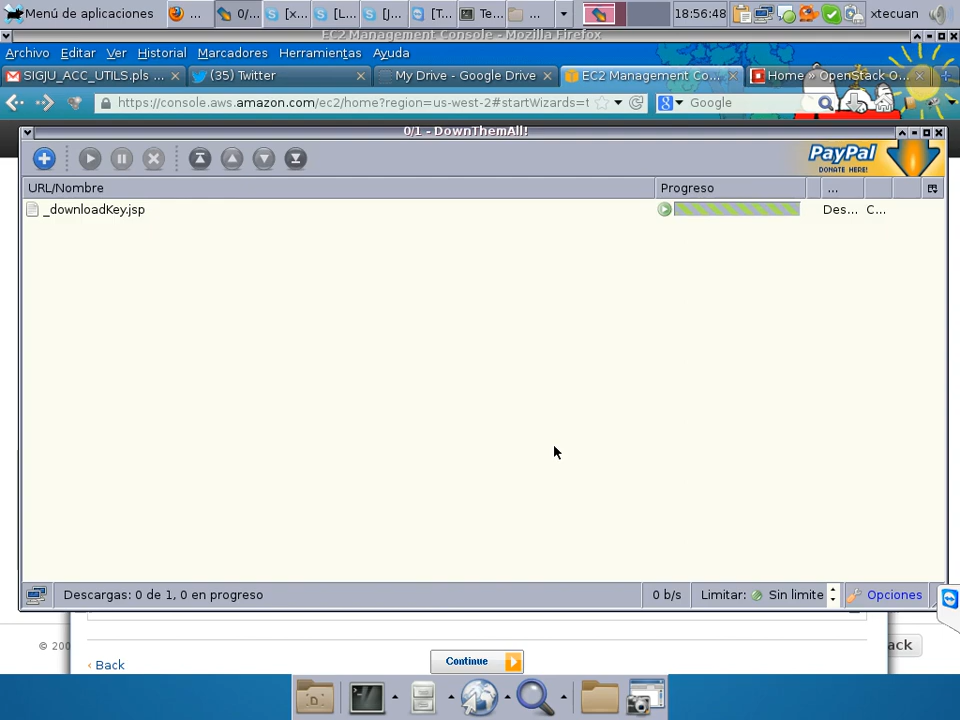 Menú de aplicaciones ... 0/... [x... [L... [J... [T... Te... ... 18:56:48 xtecuan
EC2 Management Console - Mozilla Firefox
Archivo Editar Ver Historial Marcadores Herramientas Ayuda
SIGJU_ACC_UTILS.pls ... (35) Twitter My Drive - Google Drive EC2 Management Co... Home » OpenStack O...
https://console.aws.amazon.com/ec2/home?region=us-west-2#startWizards=t Google
0/1 - DownThemAll!
PayPal
DONATE HERE!
URL/Nombre Progreso ...
_downloadKey.jsp Des... C...
Descargas: 0 de 1, 0 en progreso 0 b/s Limitar: Sin limite Opciones
© 200 ack
‹ Back Continue
D